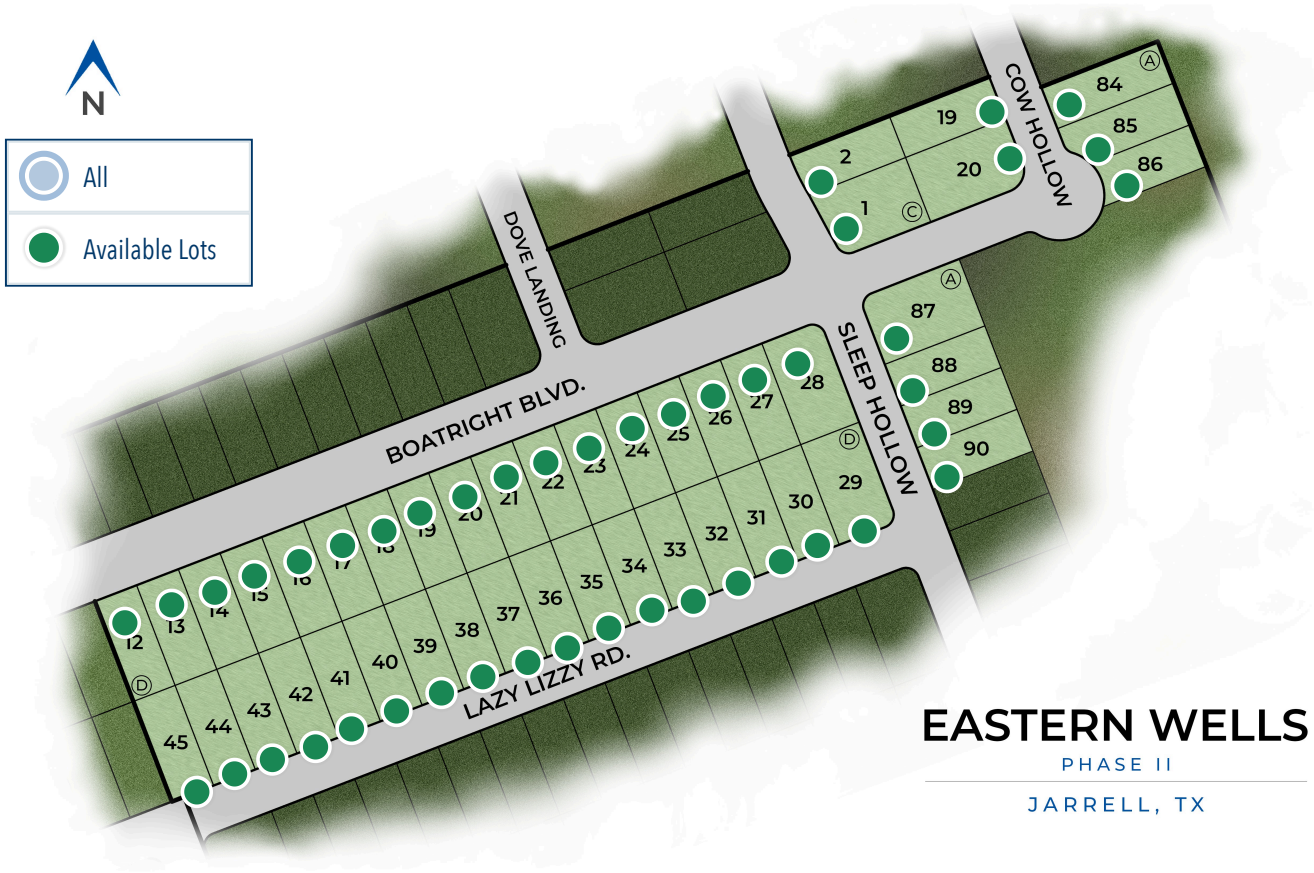 N
All
Available Lots
COW HOLLOW
A
84
85
86
19
20
2
1
C
DOVE LANDING
A
87
88
89
90
SLEEP HOLLOW
BOATRIGHT BLVD.
28
27
26
25
24
23
22
21
20
19
18
17
16
15
14
13
12
D
29
30
31
32
33
34
35
36
37
38
39
40
41
42
43
44
45
D
LAZY LIZZY RD.
EASTERN WELLS
PHASE II
JARRELL, TX